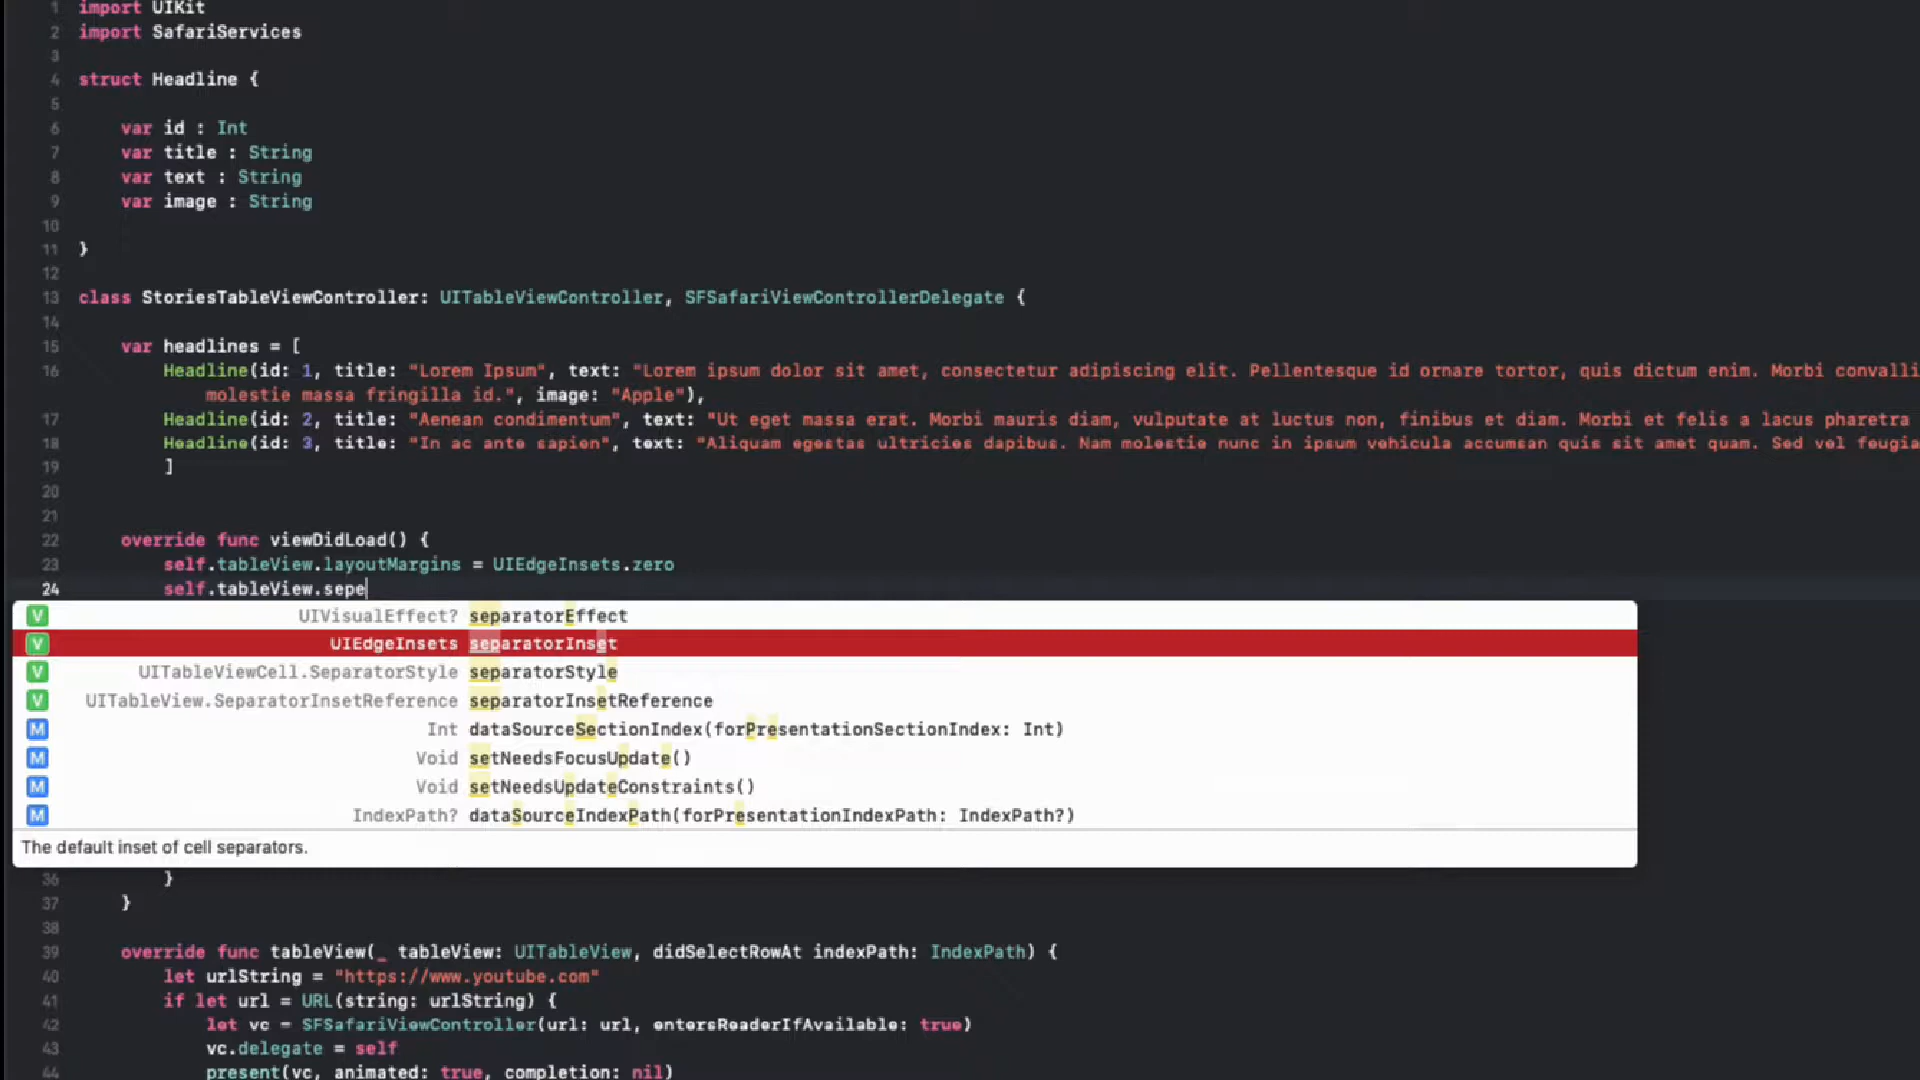 1 import UIKit
2 import SafariServices
3
4 struct Headline {
5
6 var id : Int
7 var title : String
8 var text : String
9 var image : String
10
11 }
12
13 class StoriesTableViewController: UITableViewController, SFSafariViewControllerDelegate {
14
15 var headlines = [
16 Headline(id: 1, title: "Lorem Ipsum", text: "Lorem ipsum dolor sit amet, consectetur adipiscing elit. Pellentesque id ornare tortor, quis dictum enim. Morbi convalli
molestie massa fringilla id.", image: "Apple"),
17 Headline(id: 2, title: "Aenean condimentum", text: "Ut eget massa erat. Morbi mauris diam, vulputate at luctus non, finibus et diam. Morbi et felis a lacus pharetra
18 Headline(id: 3, title: "In ac ante sapien", text: "Aliquam egestas ultricies dapibus. Nam molestie nunc in ipsum vehicula accumsan quis sit amet quam. Sed vel feugia
19 ]
20
21
22 override func viewDidLoad() {
23 self.tableView.layoutMargins = UIEdgeInsets.zero
24 self.tableView.sepe
V UIVisualEffect? separatorEffect
V UIEdgeInsets separatorInset
V UITableViewCell.SeparatorStyle separatorStyle
V UITableView.SeparatorInsetReference separatorInsetReference
M Int dataSourceSectionIndex(forPresentationSectionIndex: Int)
M Void setNeedsFocusUpdate()
M Void setNeedsUpdateConstraints()
M IndexPath? dataSourceIndexPath(forPresentationIndexPath: IndexPath?)
The default inset of cell separators.
36 }
37 }
38
39 override func tableView(_ tableView: UITableView, didSelectRowAt indexPath: IndexPath) {
40 let urlString = "https://www.youtube.com"
41 if let url = URL(string: urlString) {
42 let vc = SFSafariViewController(url: url, entersReaderIfAvailable: true)
43 vc.delegate = self
44 present(vc, animated: true, completion: nil)